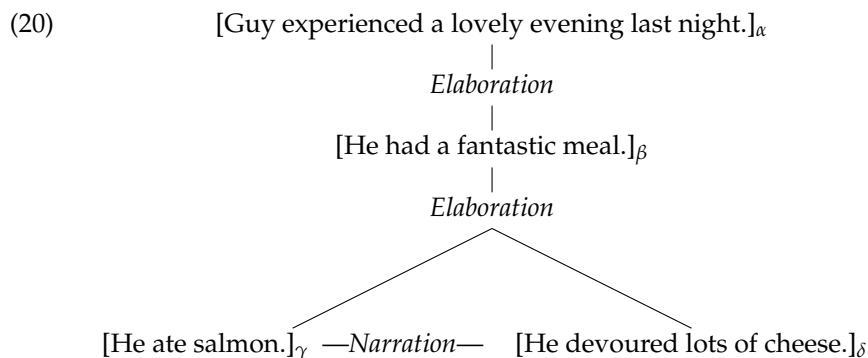 (20) [Guy experienced a lovely evening last night.]α
Elaboration
[He had a fantastic meal.]β
Elaboration
[He ate salmon.]γ —Narration— [He devoured lots of cheese.]δ